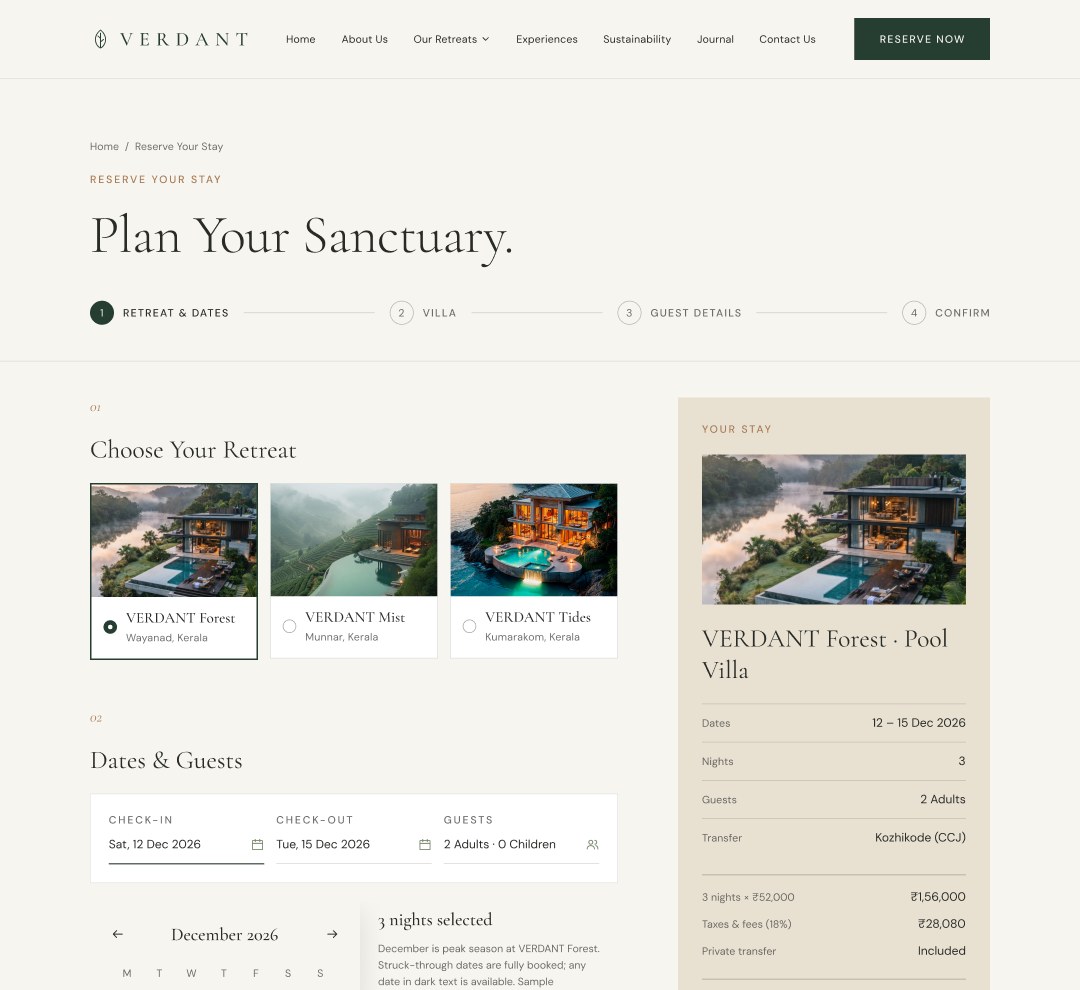 VERDANT
Home
About Us
Our Retreats
Experiences
Sustainability
Journal
Contact Us
RESERVE NOW
Home / Reserve Your Stay
RESERVE YOUR STAY
Plan Your Sanctuary.
1 RETREAT & DATES
2 VILLA
3 GUEST DETAILS
4 CONFIRM
01
Choose Your Retreat
VERDANT Forest
Wayanad, Kerala
VERDANT Mist
Munnar, Kerala
VERDANT Tides
Kumarakom, Kerala
02
Dates & Guests
CHECK-IN
Sat, 12 Dec 2026
CHECK-OUT
Tue, 15 Dec 2026
GUESTS
2 Adults · 0 Children
December 2026
M T W T F S S
3 nights selected
December is peak season at VERDANT Forest.
Struck-through dates are fully booked; any
date in dark text is available. Sample
YOUR STAY
VERDANT Forest · Pool
Villa
Dates 12 – 15 Dec 2026
Nights 3
Guests 2 Adults
Transfer Kozhikode (CCJ)
3 nights × ₹52,000 ₹1,56,000
Taxes & fees (18%) ₹28,080
Private transfer Included